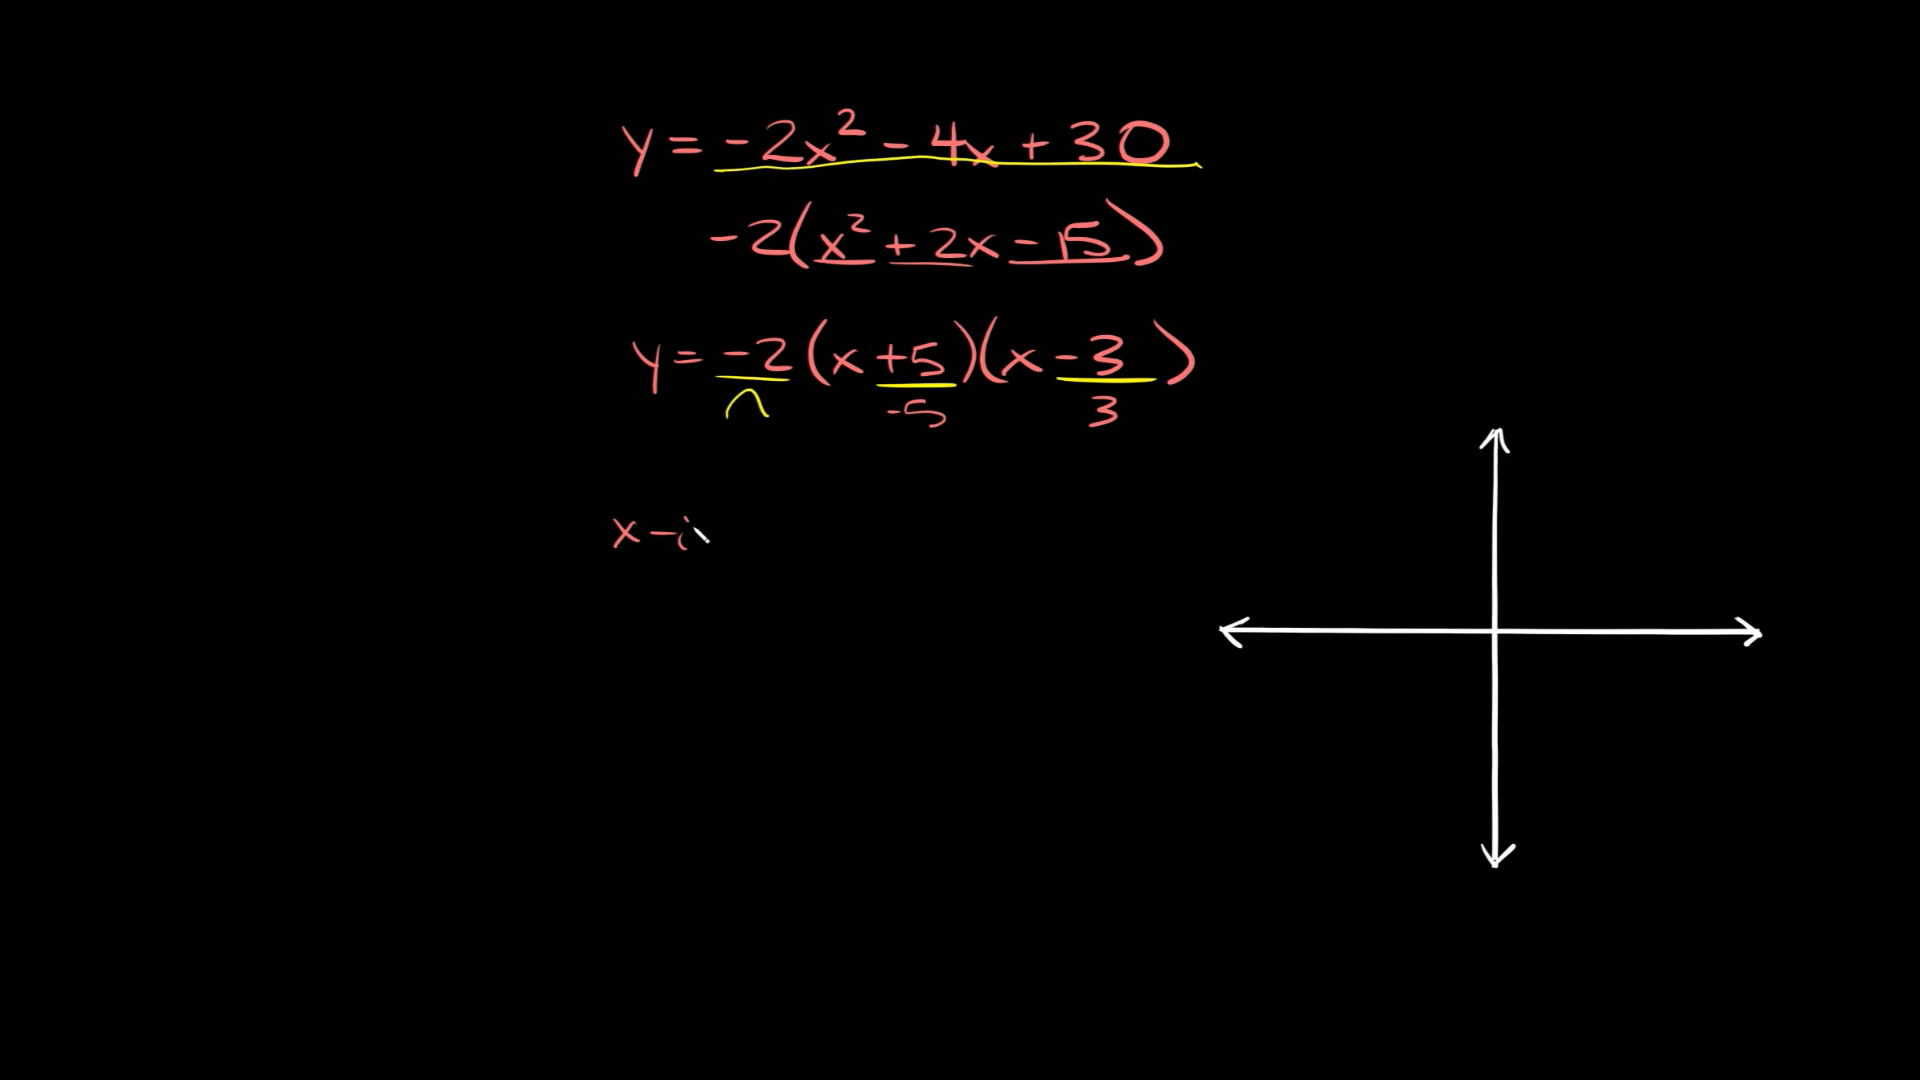 y = -2x² - 4x + 30
-2(x² + 2x - 15)
y = -2(x + 5)(x - 3)
-5 3
x-i